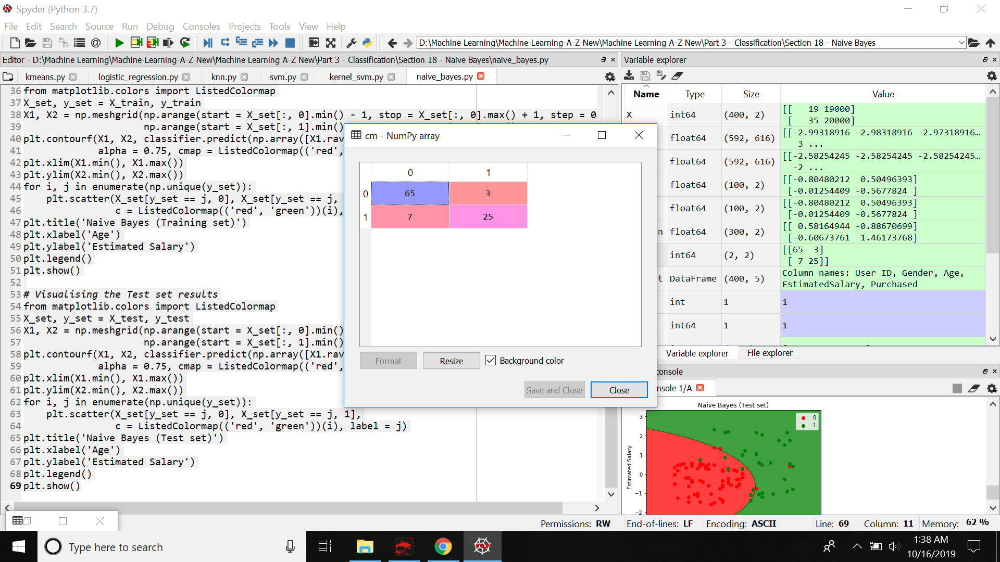 Spyder (Python 3.7)
File Edit Search Source Run Debug Consoles Projects Tools View Help
D:\Machine Learning\Machine-Learning-A-Z-New\Machine Learning A-Z New\Part 3 - Classification\Section 18 - Naive Bayes
Editor - D:\Machine Learning\Machine-Learning-A-Z-New\Machine Learning A-Z New\Part 3 - Classification\Section 18 - Naive Bayes\naive_bayes.py
kmeans.py logistic_regression.py knn.py svm.py kernel_svm.py naive_bayes.py
36 from matplotlib.colors import ListedColormap
37 X_set, y_set = X_train, y_train
38 X1, X2 = np.meshgrid(np.arange(start = X_set[:, 0].min() - 1, stop = X_set[:, 0].max() + 1, step = 0
39 np.arange(start = X_set[:, 1].min()
40 plt.contourf(X1, X2, classifier.predict(np.array([X1.rav
41 alpha = 0.75, cmap = ListedColormap(('red',
42 plt.xlim(X1.min(), X1.max())
43 plt.ylim(X2.min(), X2.max())
44 for i, j in enumerate(np.unique(y_set)):
45 plt.scatter(X_set[y_set == j, 0], X_set[y_set == j,
46 c = ListedColormap(('red', 'green'))(i),
47 plt.title('Naive Bayes (Training set)')
48 plt.xlabel('Age')
49 plt.ylabel('Estimated Salary')
50 plt.legend()
51 plt.show()
52
53 # Visualising the Test set results
54 from matplotlib.colors import ListedColormap
55 X_set, y_set = X_test, y_test
56 X1, X2 = np.meshgrid(np.arange(start = X_set[:, 0].min()
57 np.arange(start = X_set[:, 1].min()
58 plt.contourf(X1, X2, classifier.predict(np.array([X1.rav
59 alpha = 0.75, cmap = ListedColormap(('red',
60 plt.xlim(X1.min(), X1.max())
61 plt.ylim(X2.min(), X2.max())
62 for i, j in enumerate(np.unique(y_set)):
63 plt.scatter(X_set[y_set == j, 0], X_set[y_set == j, 1],
64 c = ListedColormap(('red', 'green'))(i), label = j)
65 plt.title('Naive Bayes (Test set)')
66 plt.xlabel('Age')
67 plt.ylabel('Estimated Salary')
68 plt.legend()
69 plt.show()
cm - NumPy array
0 1
0 65 3
1 7 25
Format Resize Background color
Save and Close Close
Variable explorer
Name Type Size Value
X int64 (400, 2) [[ 19 19000]
[ 35 20000]
float64 (592, 616) [[-2.99318916 -2.98318916 -2.97318916...
3 ...
float64 (592, 616) [[-2.58254245 -2.58254245 -2.58254245...
-2 ...
float64 (100, 2) [[-0.80480212 0.50496393]
[-0.01254409 -0.5677824 ]
float64 (100, 2) [[-0.80480212 0.50496393]
[-0.01254409 -0.5677824 ]
n float64 (300, 2) [[ 0.58164944 -0.88670699]
[-0.60673761 1.46173768]
int64 (2, 2) [[65 3]
[ 7 25]]
t DataFrame (400, 5) Column names: User ID, Gender, Age,
EstimatedSalary, Purchased
int 1 1
int64 1 1
Variable explorer File explorer
console
nsole 1/A
Naive Bayes (Test set)
0
1
Estimated Salary
3
2
1
0
−1
−2
Permissions: RW End-of-lines: LF Encoding: ASCII Line: 69 Column: 11 Memory: 62 %
Type here to search
1:38 AM
10/16/2019